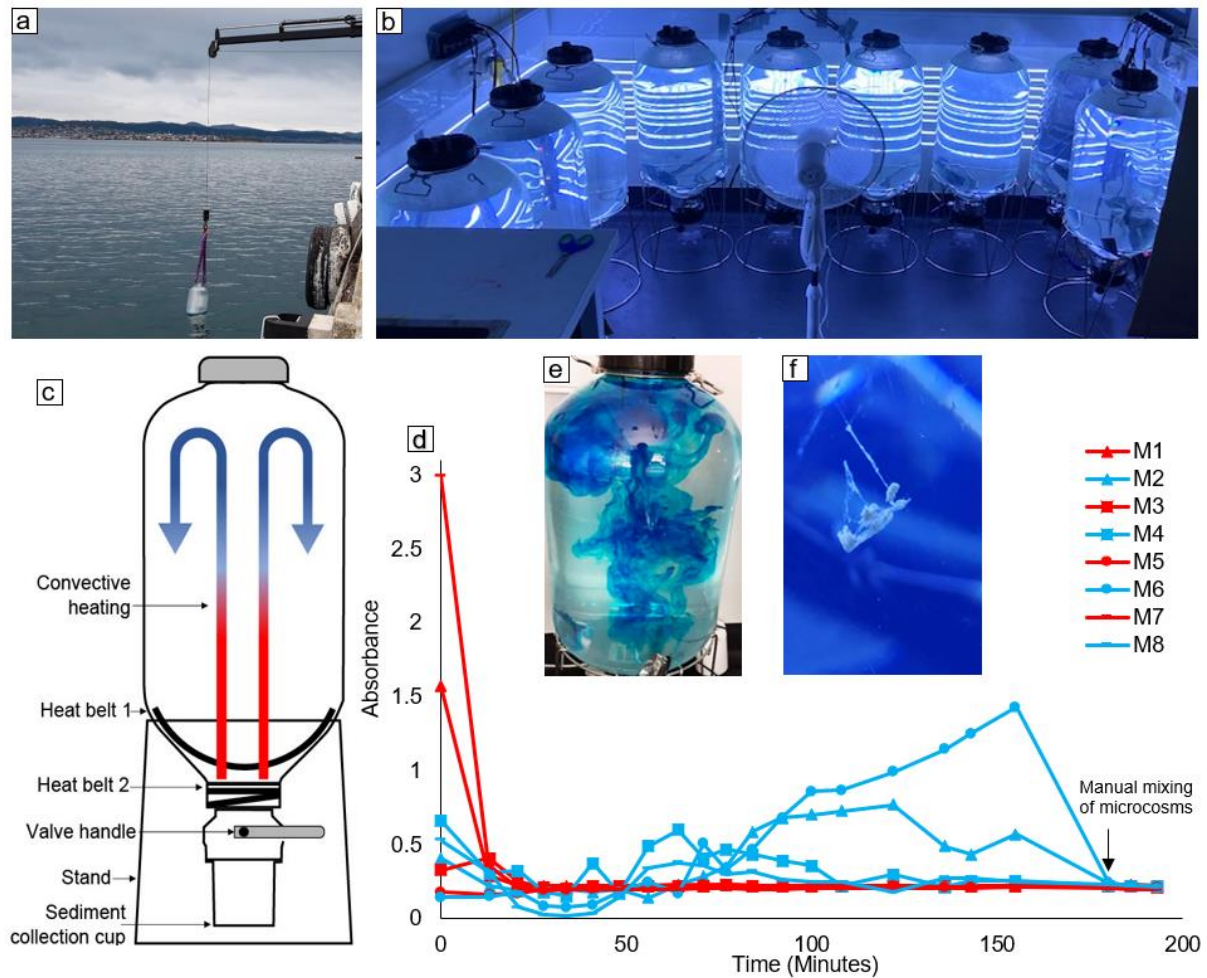 a
b
c
Convective
heating
Heat belt 1
Heat belt 2
Valve handle
Stand
Sediment
collection cup
d
e
f
M1
M2
M3
M4
M5
M6
M7
M8
3
2.5
2
1.5
1
0.5
0
Absorbance
Manual mixing
of microcosms
0
50
100
150
200
Time (Minutes)